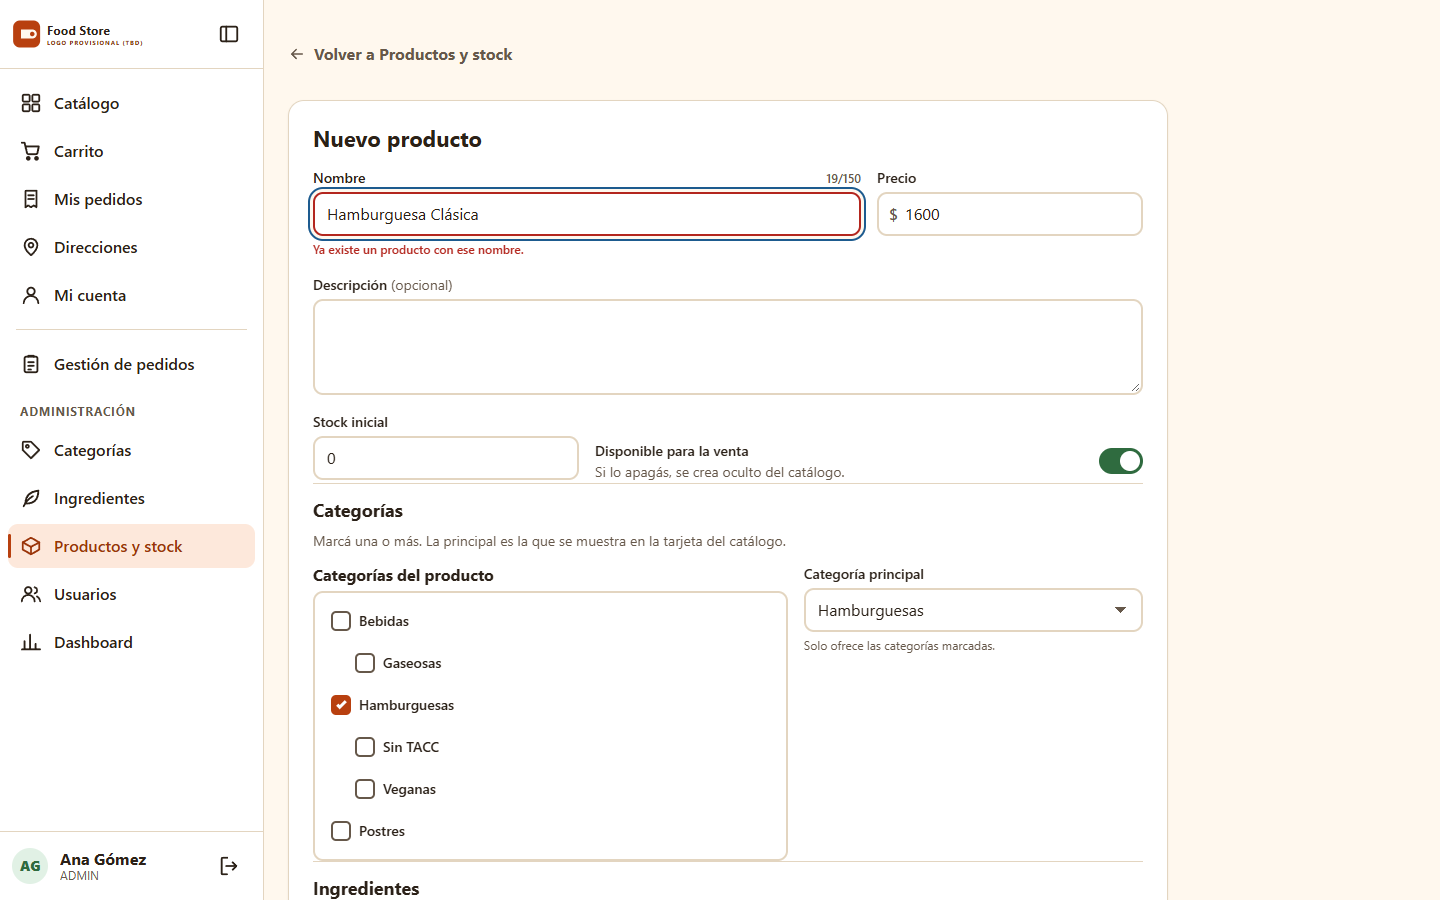 Food Store
LOGO PROVISIONAL (TBD)
Catálogo
Carrito
Mis pedidos
Direcciones
Mi cuenta
Gestión de pedidos
ADMINISTRACIÓN
Categorías
Ingredientes
Productos y stock
Usuarios
Dashboard
AG
Ana Gómez
ADMIN
← Volver a Productos y stock
Nuevo producto
Nombre 19/150
Hamburguesa Clásica
Ya existe un producto con ese nombre.
Precio
$ 1600
Descripción (opcional)
Stock inicial
0
Disponible para la venta
Si lo apagás, se crea oculto del catálogo.
Categorías
Marcá una o más. La principal es la que se muestra en la tarjeta del catálogo.
Categorías del producto
Bebidas
Gaseosas
Hamburguesas
Sin TACC
Veganas
Postres
Categoría principal
Hamburguesas
Solo ofrece las categorías marcadas.
Ingredientes